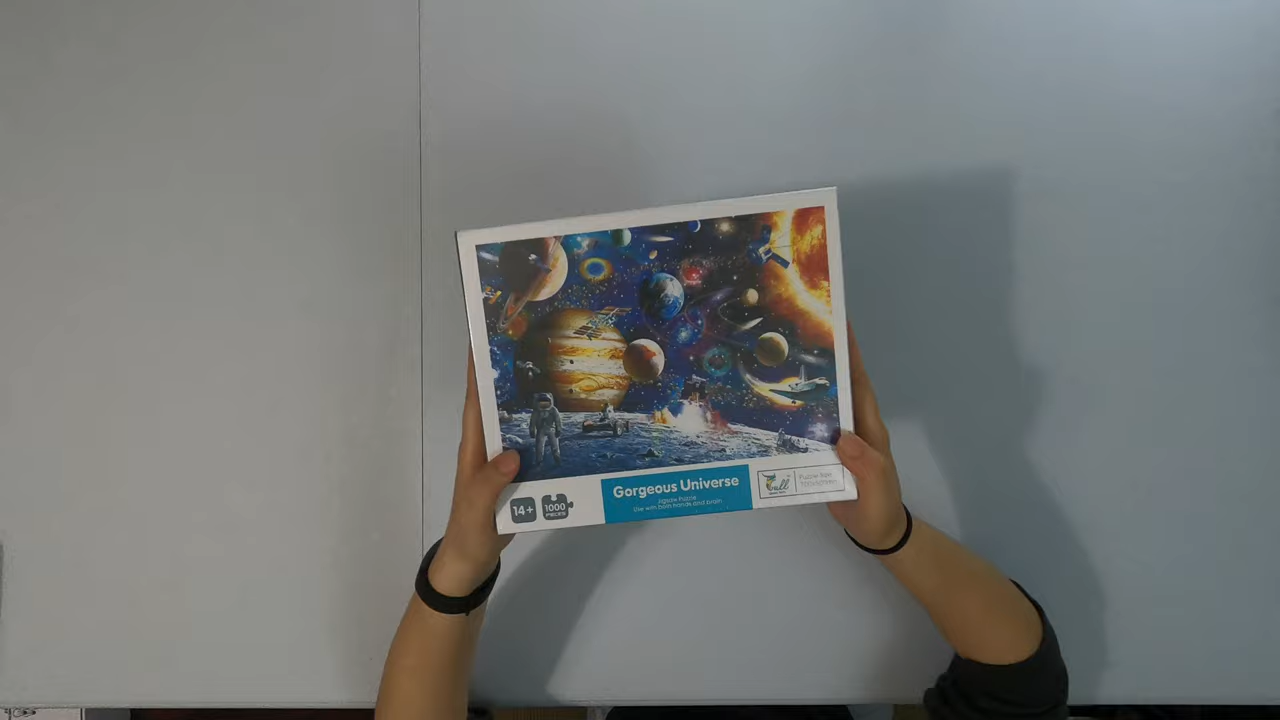 14+
1000
PIECES
Gorgeous Universe
Jigsaw Puzzle
Use with both hands and brain